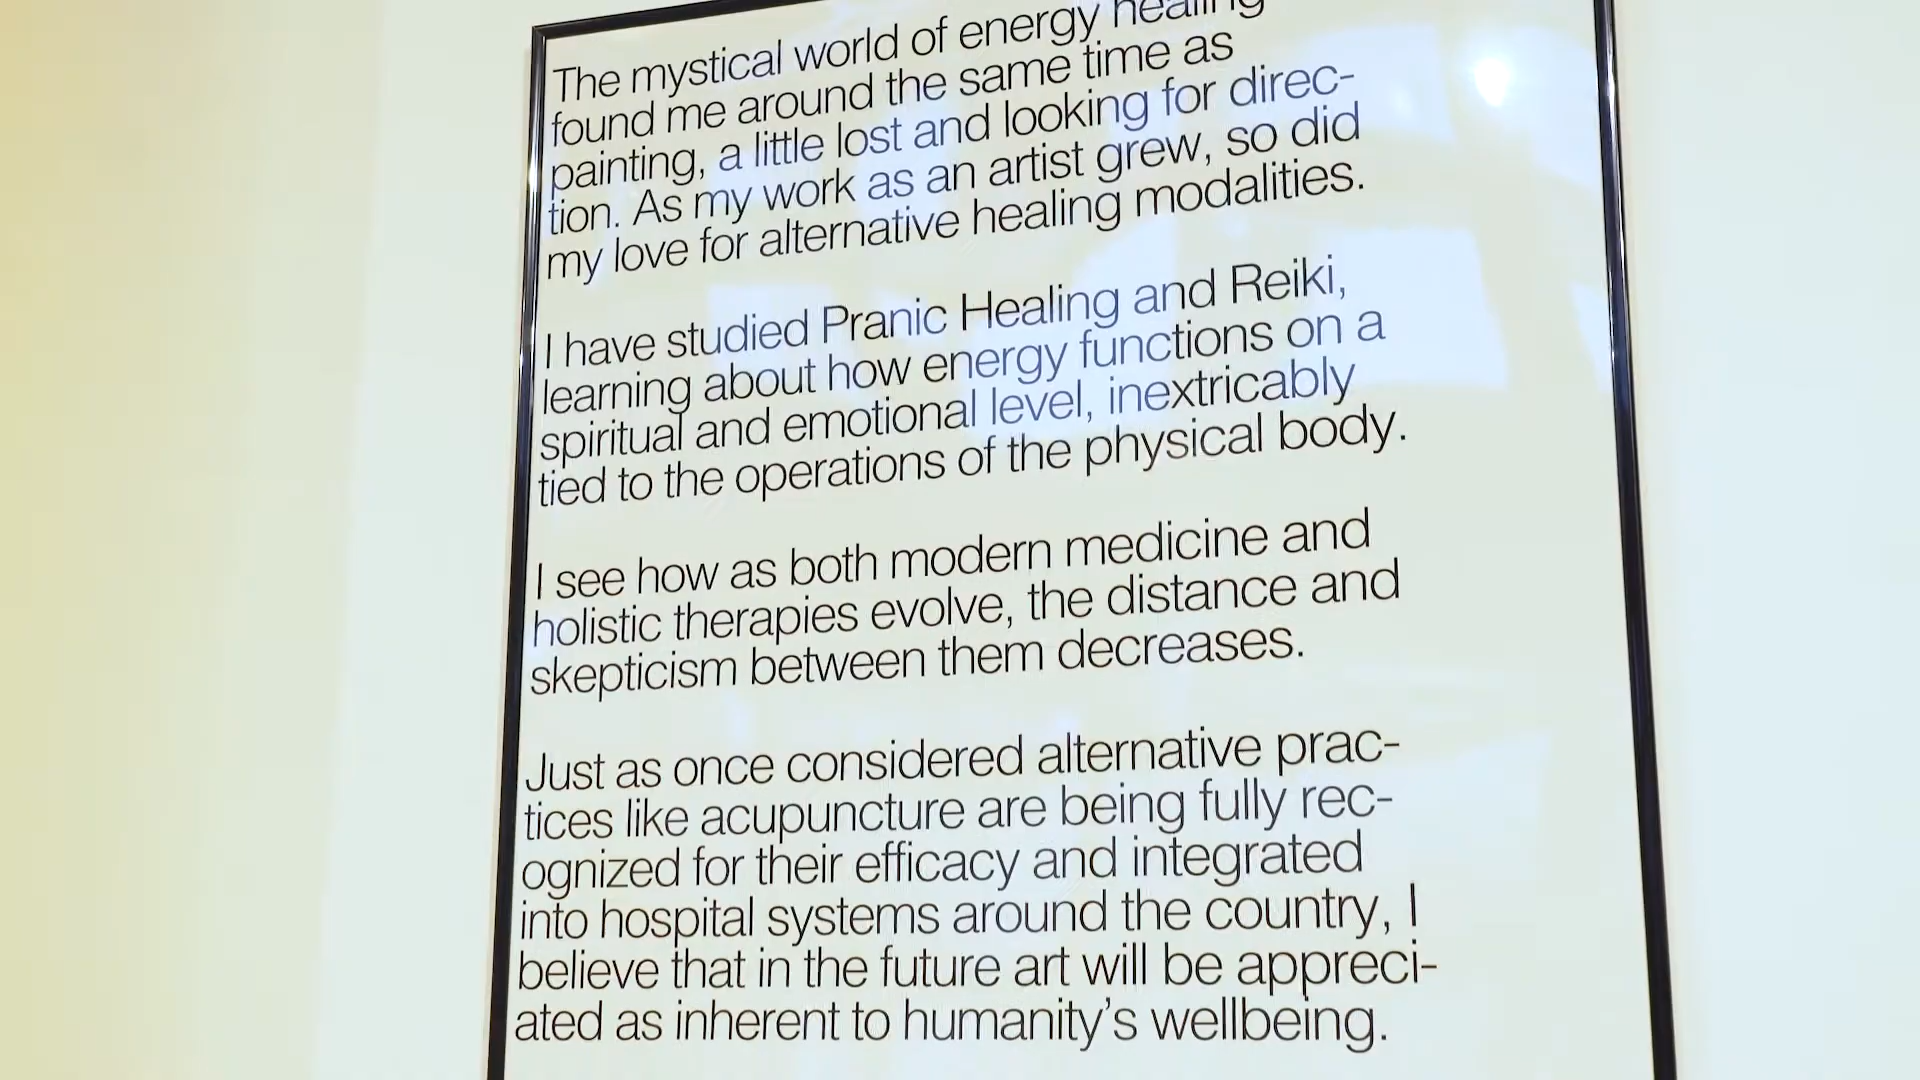 The mystical world of energy healing
found me around the same time as
painting, a little lost and looking for direc-
tion. As my work as an artist grew, so did
my love for alternative healing modalities.
I have studied Pranic Healing and Reiki,
learning about how energy functions on a
spiritual and emotional level, inextricably
tied to the operations of the physical body.
I see how as both modern medicine and
holistic therapies evolve, the distance and
skepticism between them decreases.
Just as once considered alternative prac-
tices like acupuncture are being fully rec-
ognized for their efficacy and integrated
into hospital systems around the country, I
believe that in the future art will be appreci-
ated as inherent to humanity’s wellbeing.